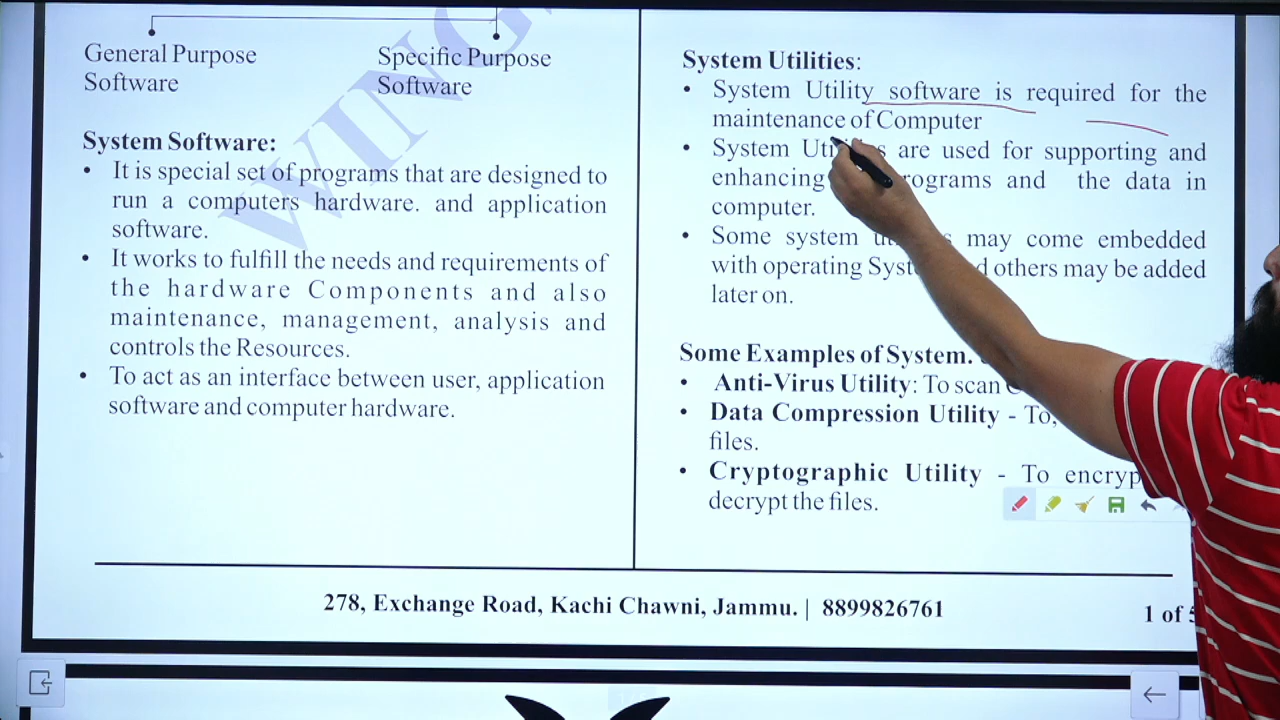 General Purpose
Software
Specific Purpose
Software
System Software:
• It is special set of programs that are designed to
run a computers hardware. and application
software.
• It works to fulfill the needs and requirements of
the hardware Components and also
maintenance, management, analysis and
controls the Resources.
• To act as an interface between user, application
software and computer hardware.
System Utilities:
• System Utility software is required for the
maintenance of Computer
• System are used for supporting and
enhancing and the data in
computer.
• Some system may come embedded
with operating others may be added
later on.
Some Examples of System.
• Anti-Virus Utility: To scan
• Data Compression Utility - To,
files.
• Cryptographic Utility - To
decrypt the files.
278, Exchange Road, Kachi Chawni, Jammu. | 8899826761
1 of 5
WING